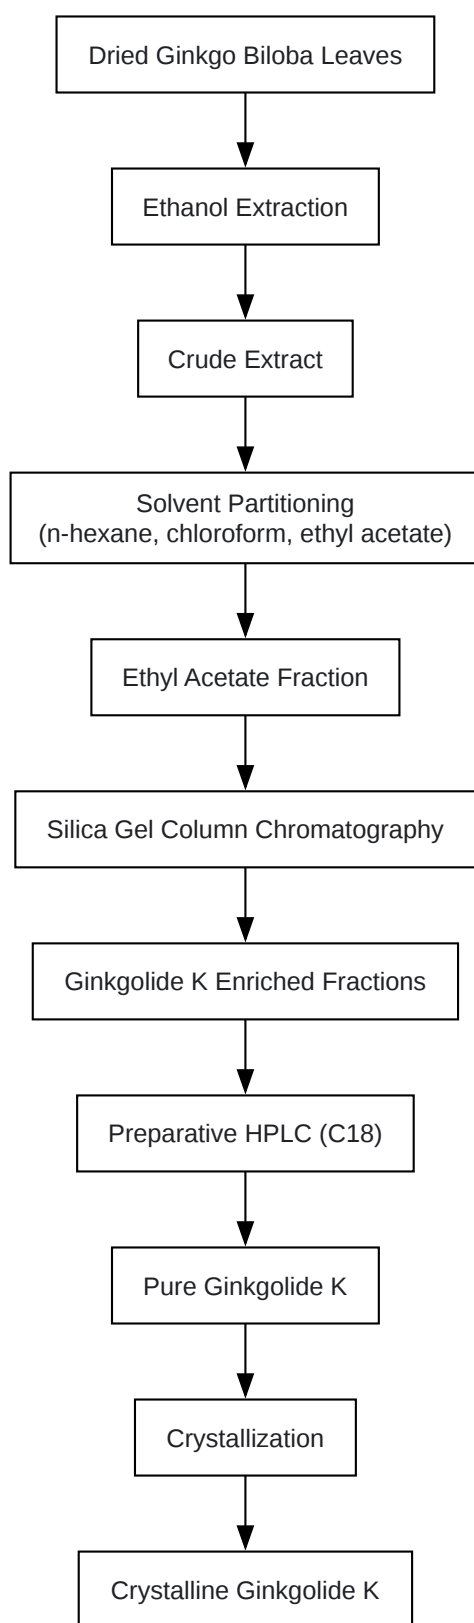 Dried Ginkgo Biloba Leaves
Ethanol Extraction
Crude Extract
Solvent Partitioning
(n-hexane, chloroform, ethyl acetate)
Ethyl Acetate Fraction
Silica Gel Column Chromatography
Ginkgolide K Enriched Fractions
Preparative HPLC (C18)
Pure Ginkgolide K
Crystallization
Crystalline Ginkgolide K